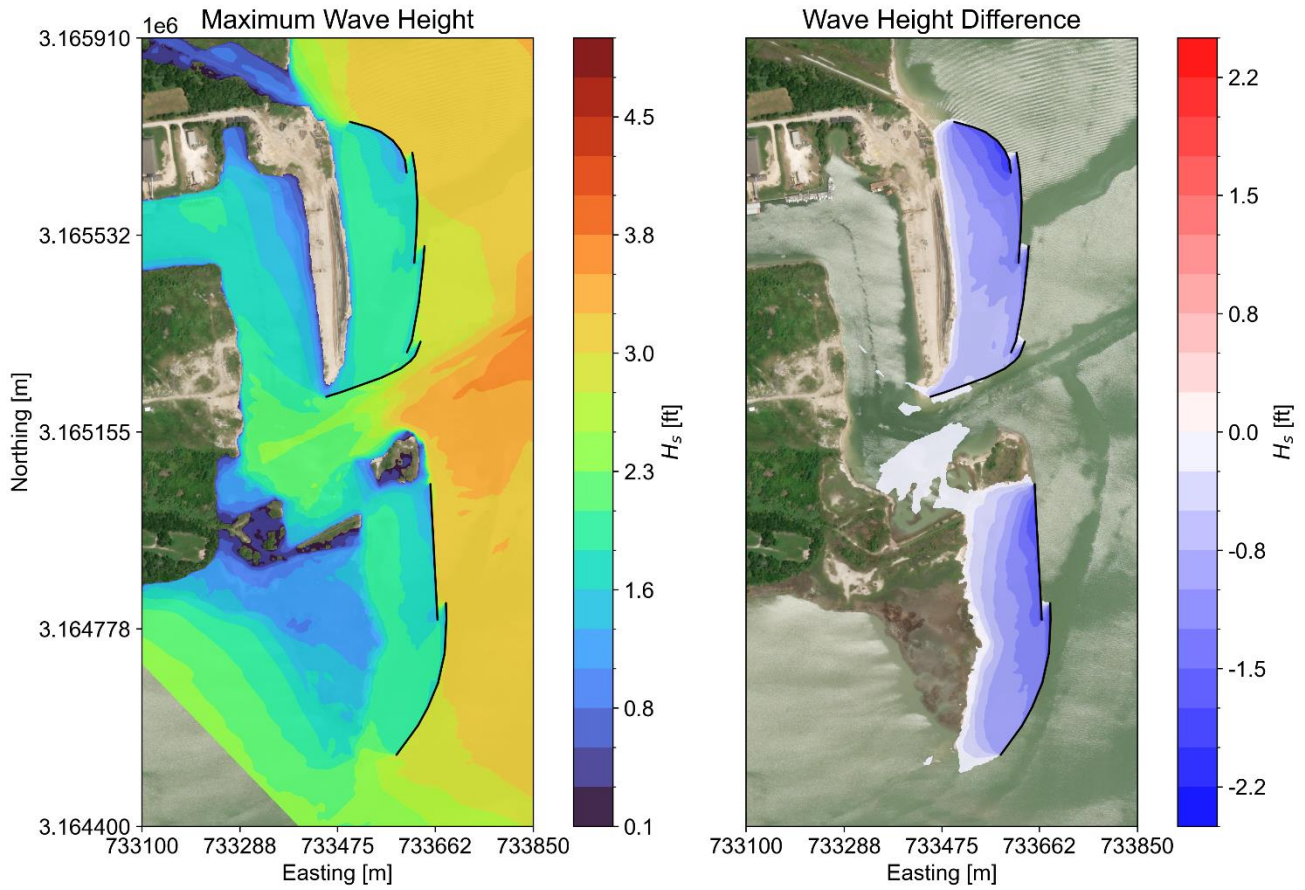 Maximum Wave Height
1e6
3.165910
3.165532
3.165155
3.164778
3.164400
Northing [m]
733100 733288 733475 733662 733850
Easting [m]
4.5
3.8
3.0
2.3
1.6
0.8
0.1
H_s [ft]
Wave Height Difference
733100 733288 733475 733662 733850
Easting [m]
2.2
1.5
0.8
0.0
-0.8
-1.5
-2.2
H_s [ft]